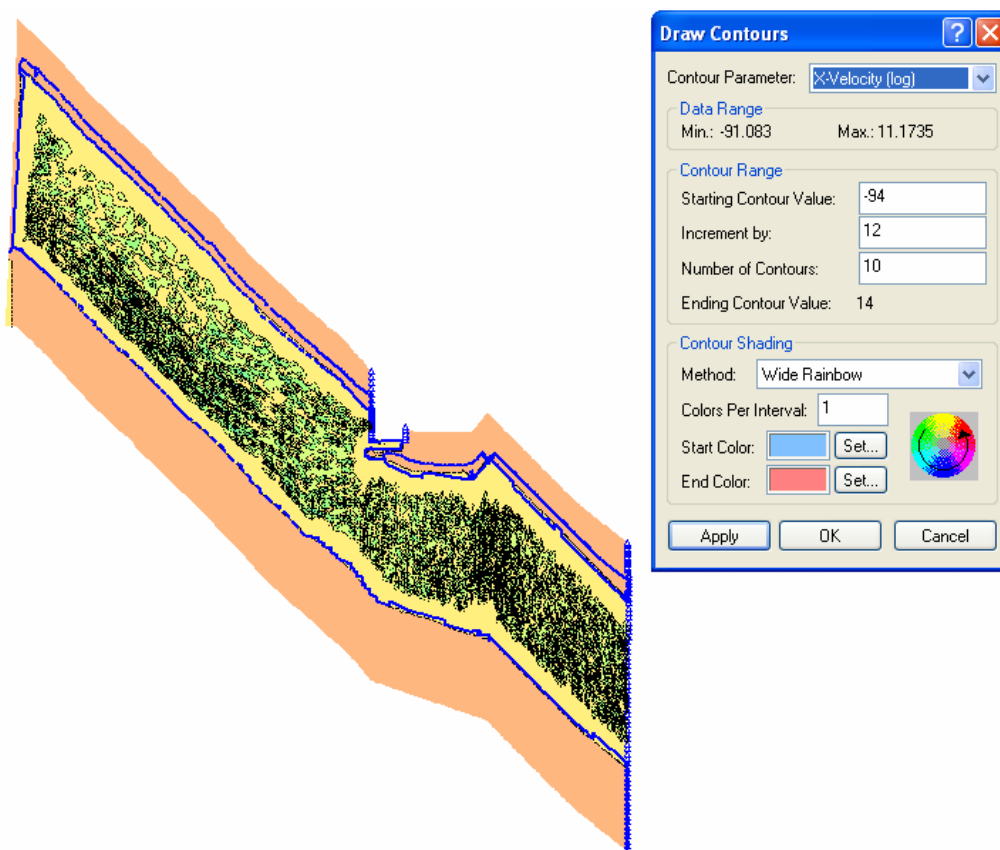 Draw Contours
Contour Parameter: X-Velocity (log)
Data Range
Min.: -91.083 Max.: 11.1735
Contour Range
Starting Contour Value: -94
Increment by: 12
Number of Contours: 10
Ending Contour Value: 14
Contour Shading
Method: Wide Rainbow
Colors Per Interval: 1
Start Color: Set...
End Color: Set...
Apply OK Cancel